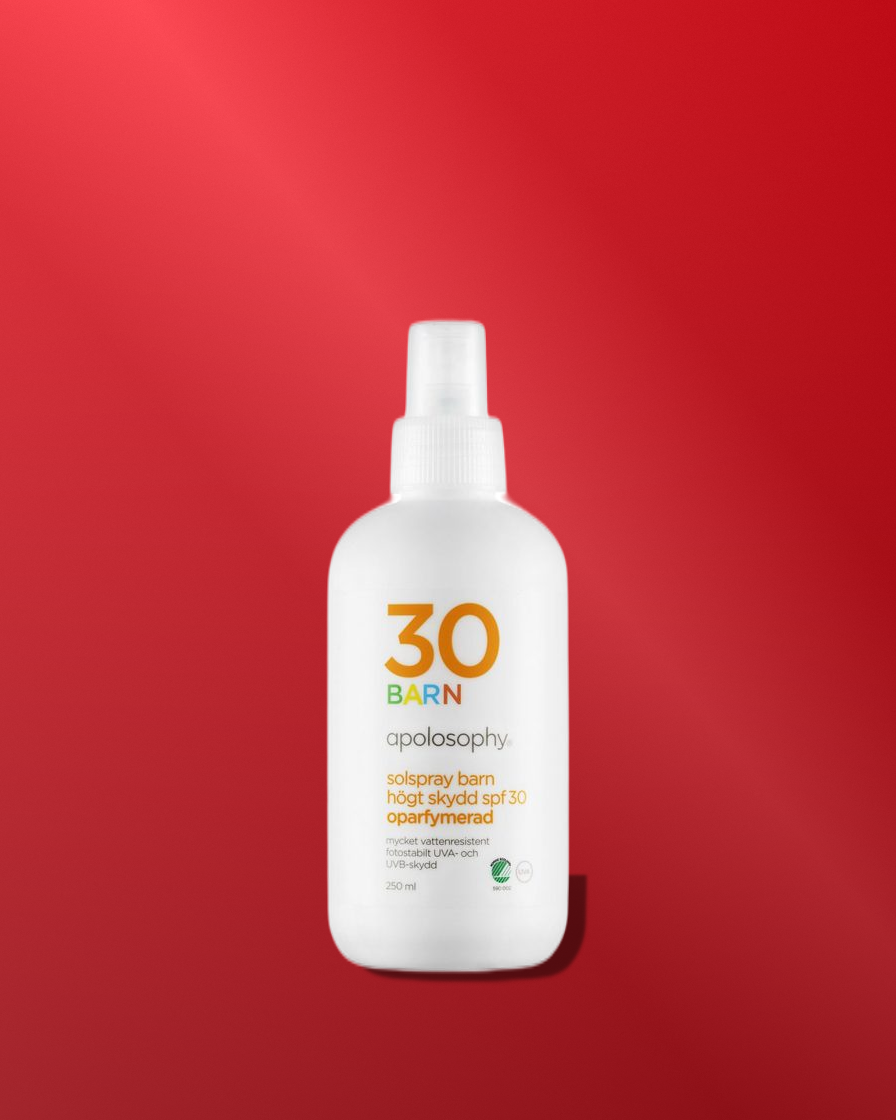 30
BARN
apolosophy®
solspray barn
högt skydd spf 30
oparfymerad
mycket vattenresistent
fotostabilt UVA- och
UVB-skydd
UVA
250 ml